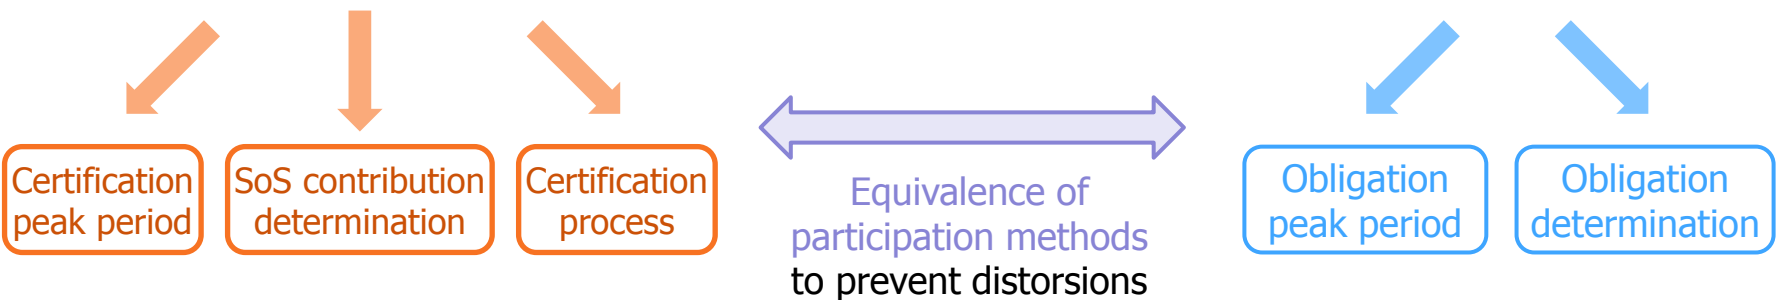 Certification
peak period
SoS contribution
determination
Certification
process
Equivalence of
participation methods
to prevent distorsions
Obligation
peak period
Obligation
determination